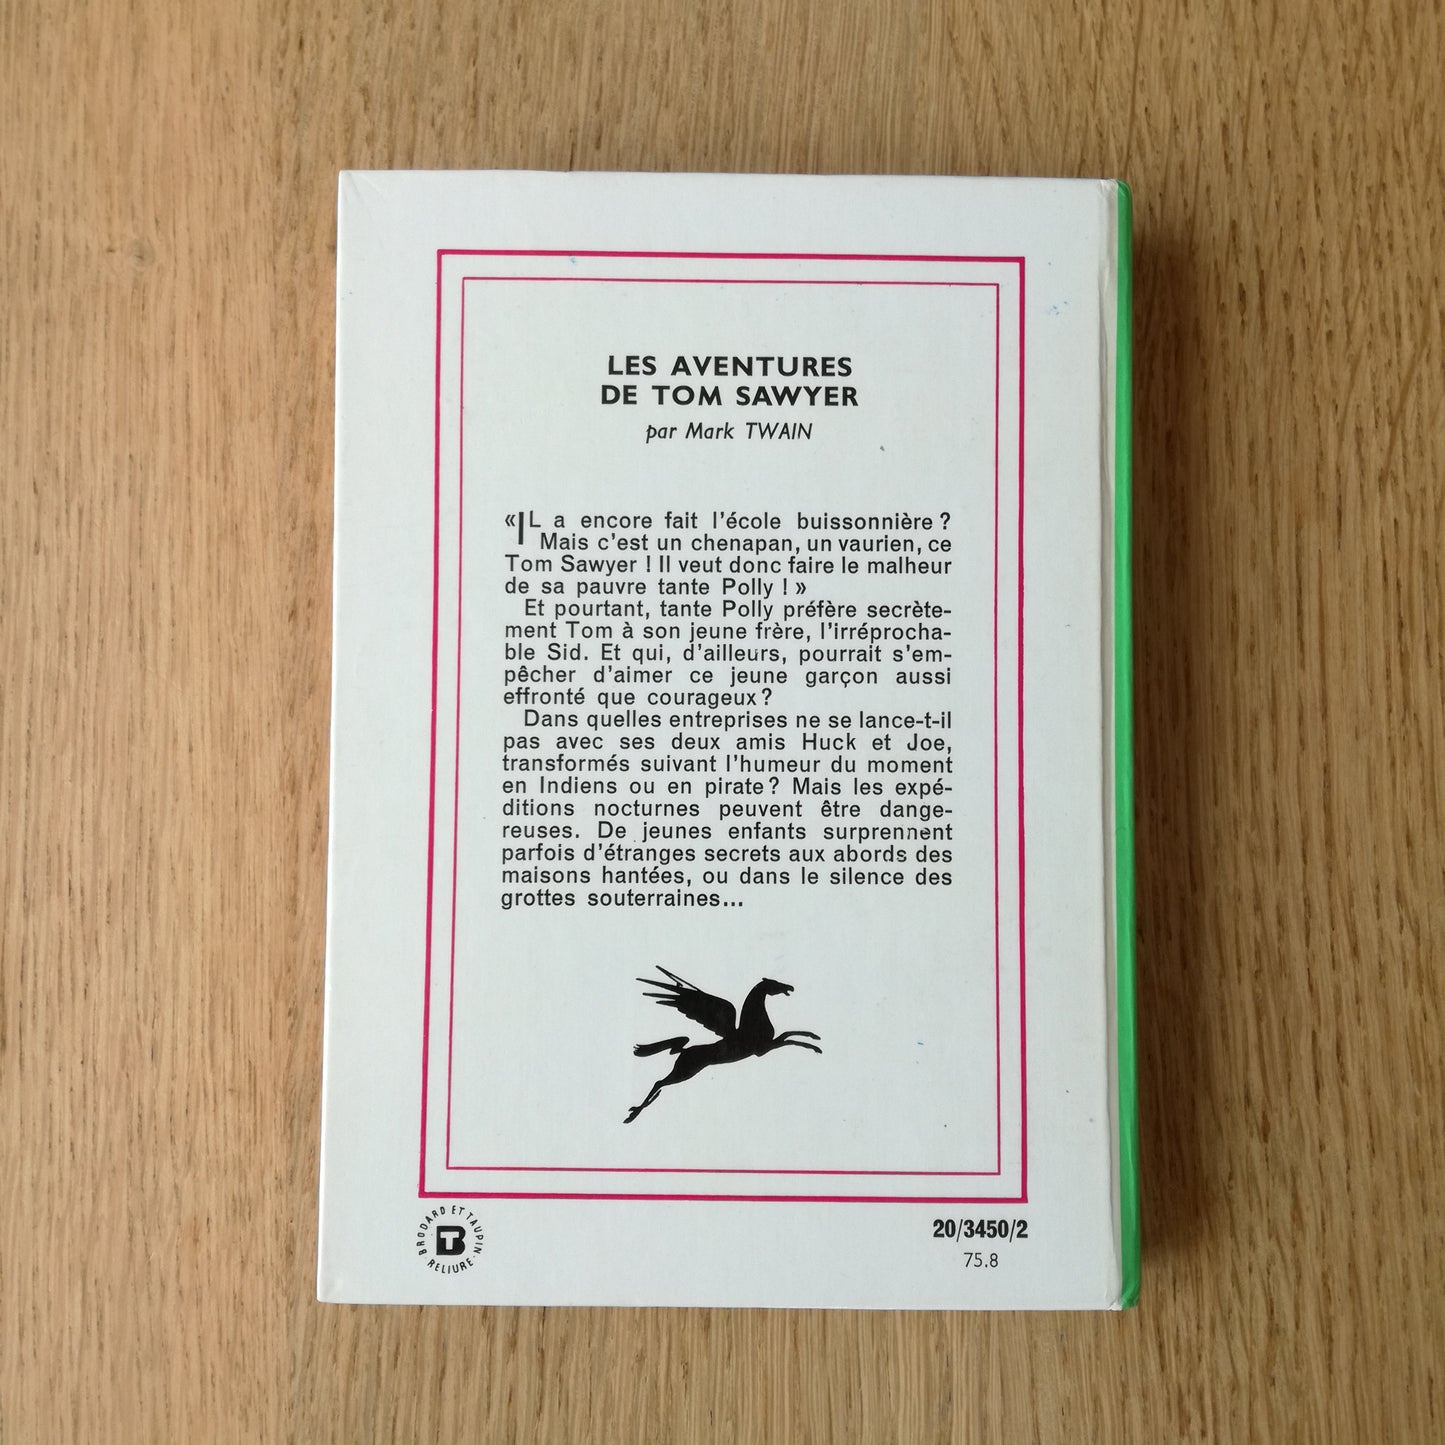 LES AVENTURES
DE TOM SAWYER
par Mark TWAIN
« IL a encore fait l'école buissonnière ?
Mais c'est un chenapan, un vaurien, ce
Tom Sawyer ! Il veut donc faire le malheur
de sa pauvre tante Polly ! »
Et pourtant, tante Polly préfère secrète-
ment Tom à son jeune frère, l'irréprocha-
ble Sid. Et qui, d'ailleurs, pourrait s'em-
pêcher d'aimer ce jeune garçon aussi
effronté que courageux ?
Dans quelles entreprises ne se lance-t-il
pas avec ses deux amis Huck et Joe,
transformés suivant l'humeur du moment
en Indiens ou en pirate ? Mais les expé-
ditions nocturnes peuvent être dange-
reuses. De jeunes enfants surprennent
parfois d'étranges secrets aux abords des
maisons hantées, ou dans le silence des
grottes souterraines...
BRODARD ET TAUPIN
BT
RELIURE
20/3450/2
75.8